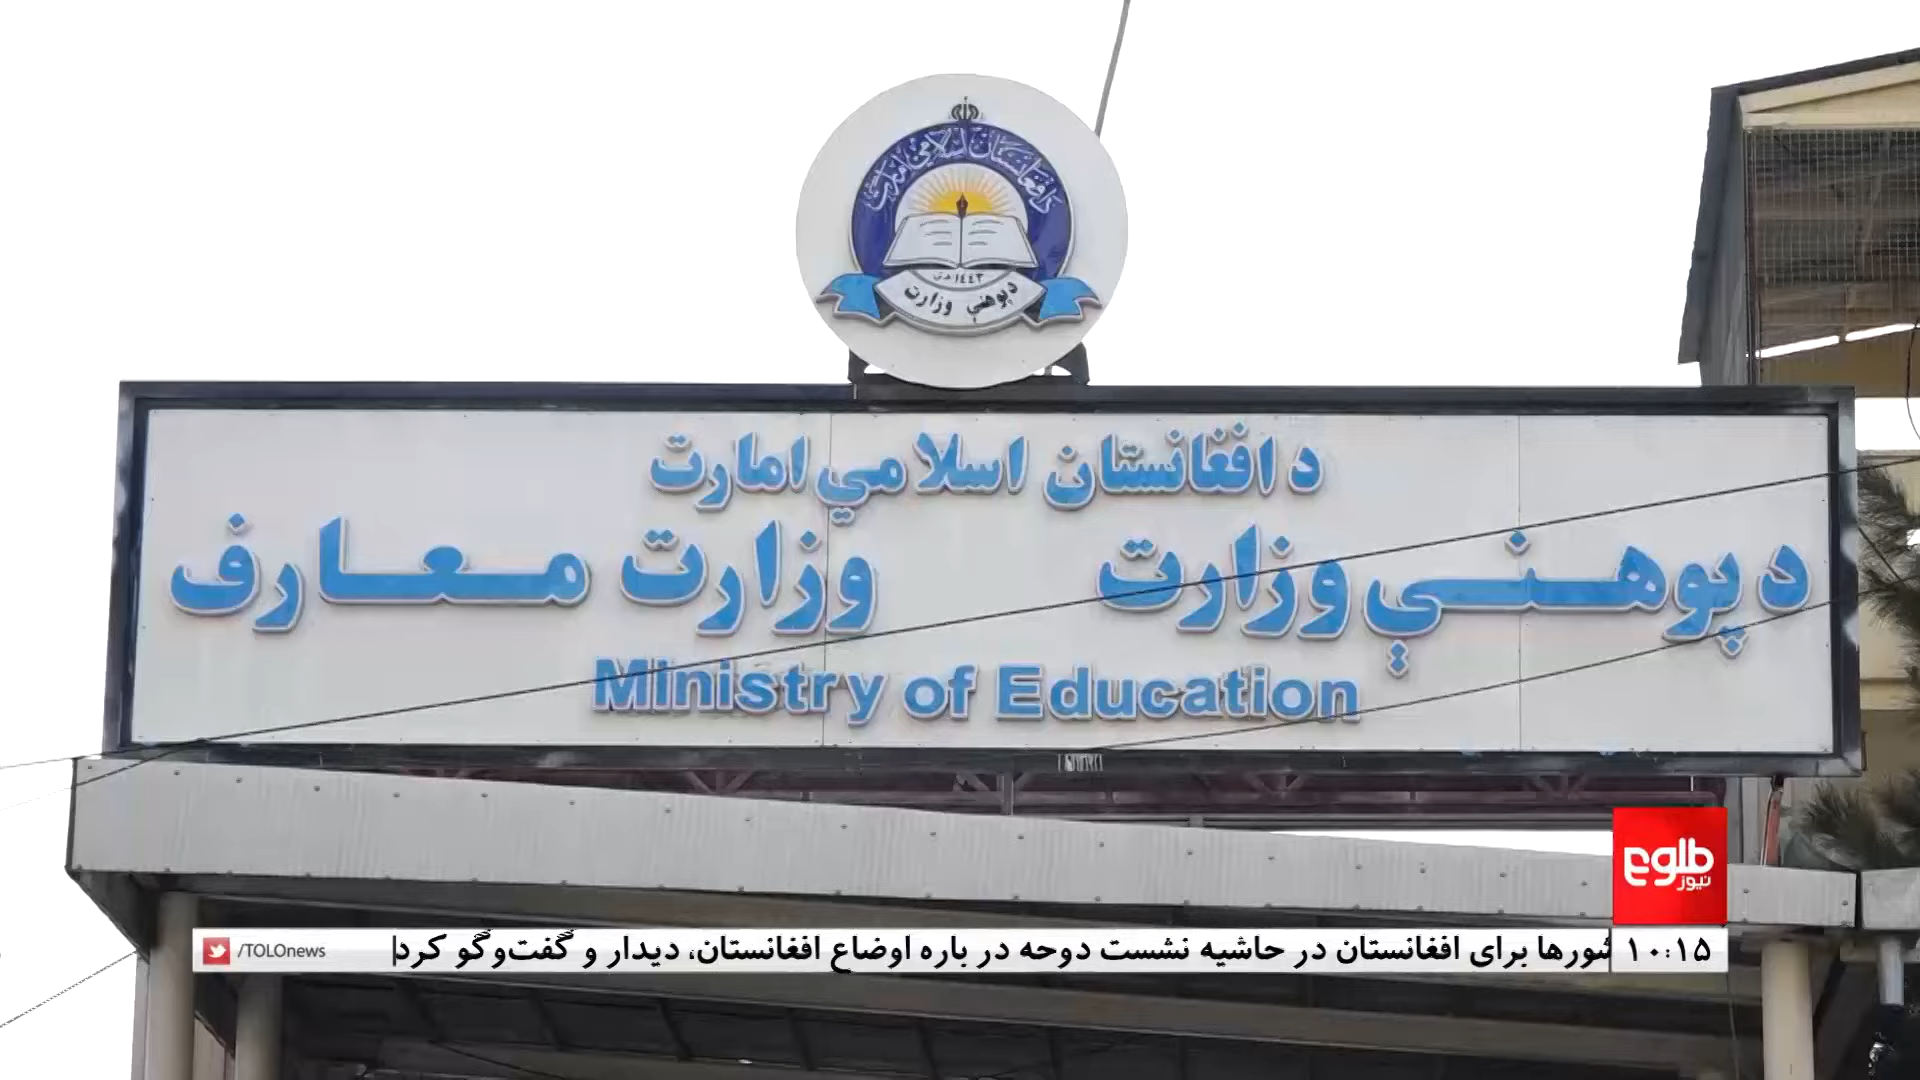 د افغانستان اسلامي امارت
١٤٤٣ هـ ق
د پوهنې وزارت
د افغانستان اسلامي امارت
د پوهنې وزارت وزارت معارف
Ministry of Education
طلوع
نیوز
/TOLOnews
شورها برای افغانستان در حاشیه نشست دوحه در باره اوضاع افغانستان، دیدار و گفت‌وگو کرد
۱۰:۱۵